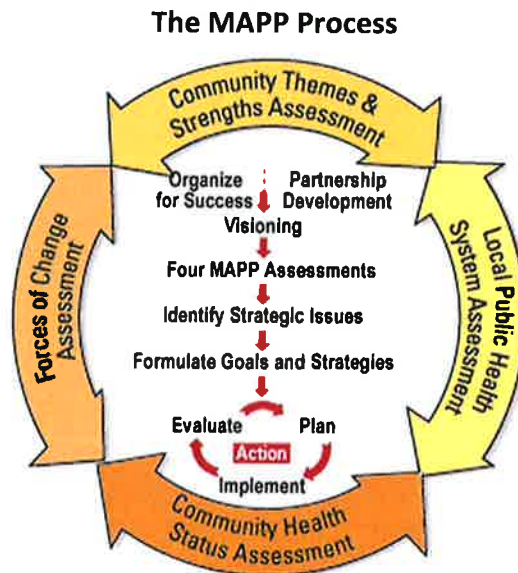 The MAPP Process
Community Themes &
Strengths Assessment
Organize
for Success
Partnership
Development
Visioning
Four MAPP Assessments
Identify Strategic Issues
Formulate Goals and Strategies
Evaluate
Plan
Action
Implement
Forces of Change
Assessment
Local Public Health
System Assessment
Community Health
Status Assessment